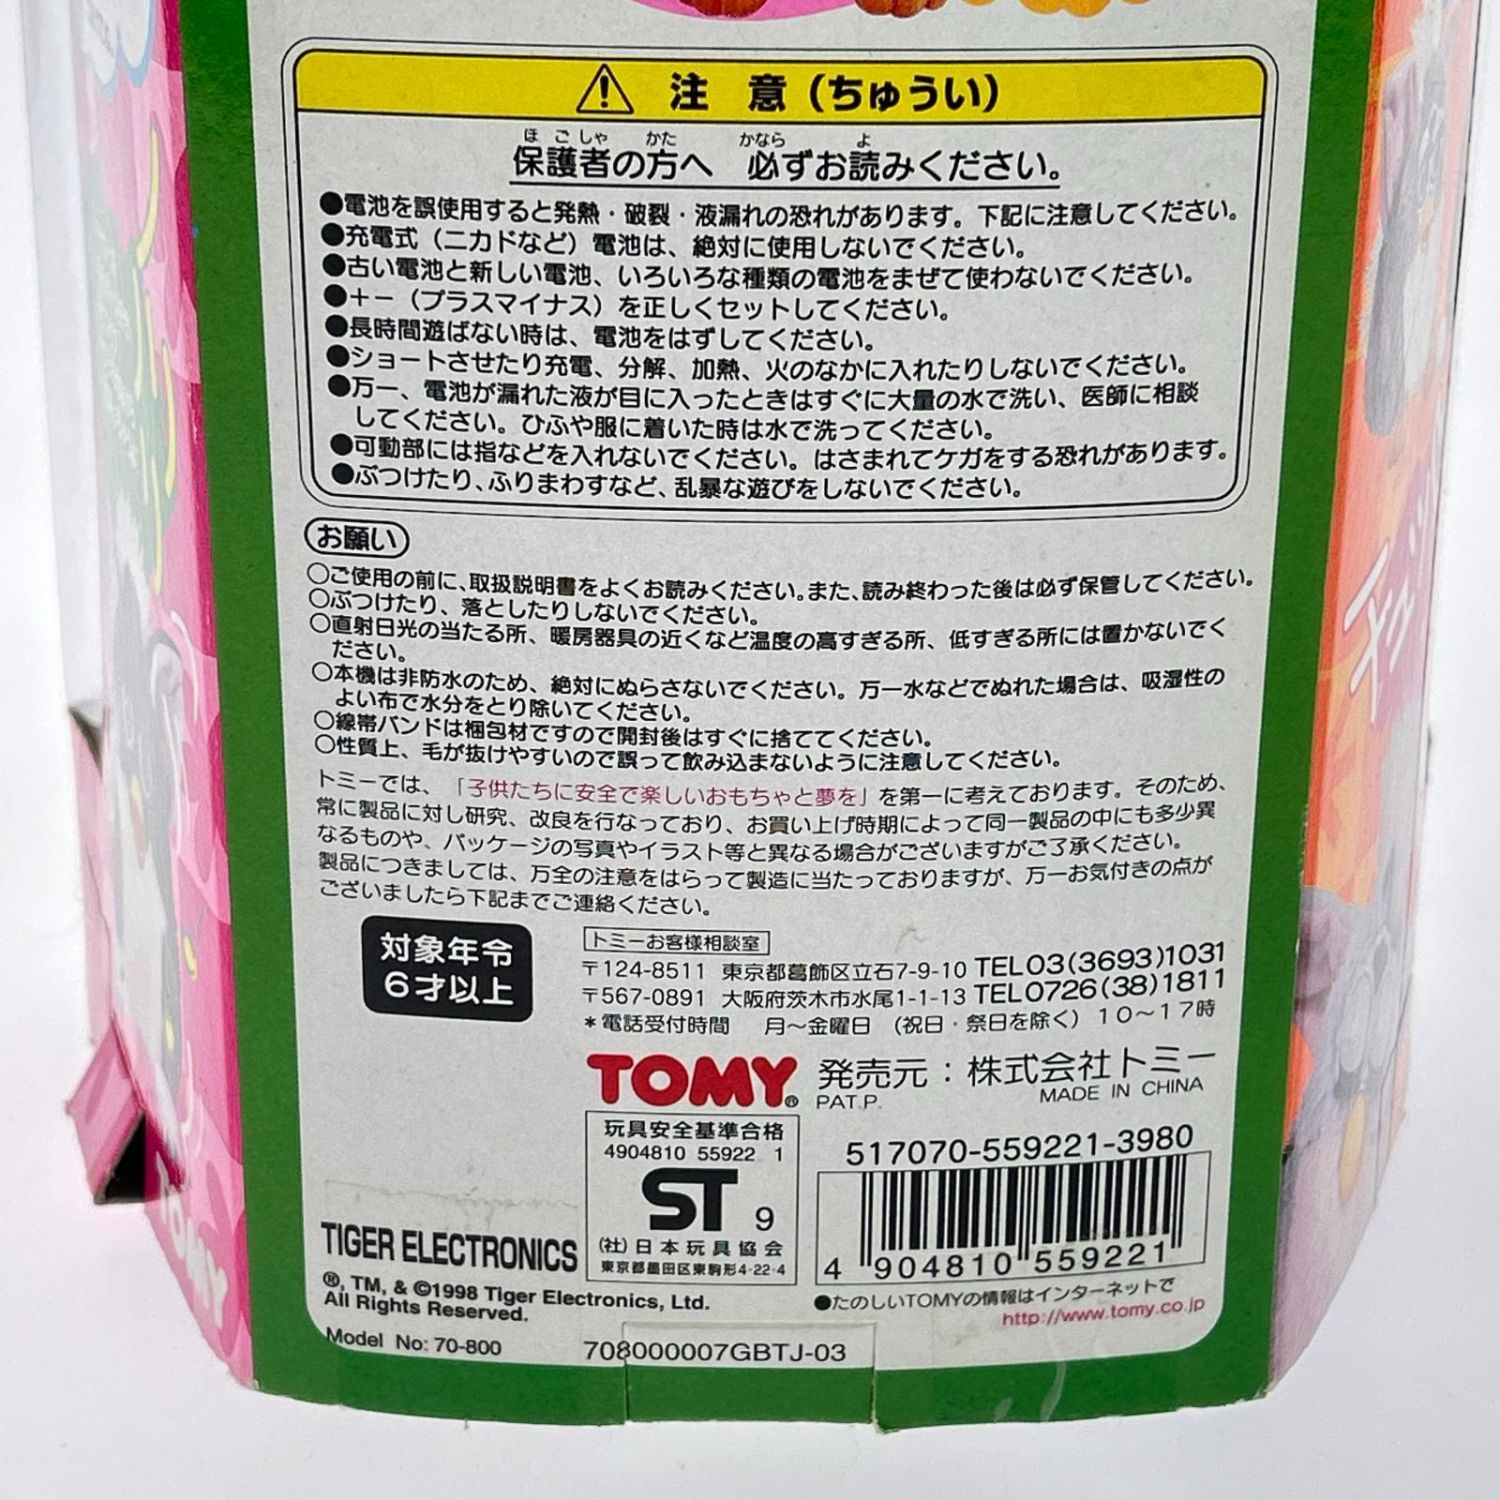 注 意(ちゅうい)
保護者の方へ 必ずお読みください。
●電池を誤使用すると発熱・破裂・液漏れの恐れがあります。下記に注意してください。
●充電式(ニカドなど)電池は、絶対に使用しないでください。
●古い電池と新しい電池、いろいろな種類の電池をまぜて使わないでください。
●+-(プラスマイナス)を正しくセットしてください。
●長時間遊ばない時は、電池をはずしてください。
●ショートさせたり充電、分解、加熱、火のなかに入れたりしないでください。
●万一、電池が漏れた液が目に入ったときはすぐに大量の水で洗い、医師に相談
してください。ひふや服に着いた時は水で洗ってください。
●可動部には指などを入れないでください。はさまれてケガをする恐れがあります。
●ぶつけたり、ふりまわすなど、乱暴な遊びをしないでください。
お願い
○ご使用の前に、取扱説明書をよくお読みください。また、読み終わった後は必ず保管してください。
○ぶつけたり、落としたりしないでください。
○直射日光の当たる所、暖房器具の近くなど温度の高すぎる所、低すぎる所には置かないでく
ださい。
○本機は非防水のため、絶対にぬらさないでください。万一水などでぬれた場合は、吸湿性の
よい布で水分をとり除いてください。
○線帯バンドは梱包材ですので開封後はすぐに捨ててください。
○性質上、毛が抜けやすいので誤って飲み込まないように注意してください。
トミーでは、「子供たちに安全で楽しいおもちゃと夢を」を第一に考えております。そのため、
常に製品に対し研究、改良を行なっており、お買い上げ時期によって同一製品の中にも多少異
なるものや、パッケージの写真やイラスト等と異なる場合がございますがご了承ください。
製品につきましては、万全の注意をはらって製造に当たっておりますが、万一お気付きの点が
ございましたら下記までご連絡ください。
対象年令
6才以上
トミーお客様相談室
〒124-8511 東京都葛飾区立石7-9-10 TEL03(3693)1031
〒567-0891 大阪府茨木市水尾1-1-13 TEL0726(38)1811
*電話受付時間 月~金曜日 (祝日・祭日を除く) 10~17時
TOMY® 発売元:株式会社トミー
PAT.P. MADE IN CHINA
玩具安全基準合格
4904810 55922 1
ST 9
(社)日本玩具協会
東京都墨田区東駒形4-22-4
517070-559221-3980
4 904810 559221
●たのしいTOMYの情報はインターネットで
http://www.tomy.co.jp
TIGER ELECTRONICS
®, TM, & ©1998 Tiger Electronics, Ltd.
All Rights Reserved.
Model No: 70-800
708000007GBTJ-03
TOMY